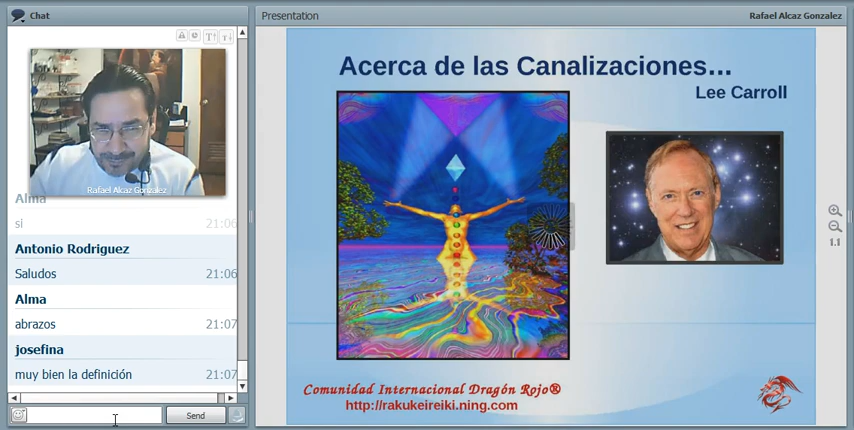 Chat
Rafael Alcaz Gonzalez
Alma
si
21:06
Antonio Rodriguez
Saludos
21:06
Alma
abrazos
21:07
josefina
muy bien la definición
21:07
Send
Presentation
Rafael Alcaz Gonzalez
Acerca de las Canalizaciones...
Lee Carroll
Comunidad Internacional Dragón Rojo®
http://rakukeireiki.ning.com
1.1